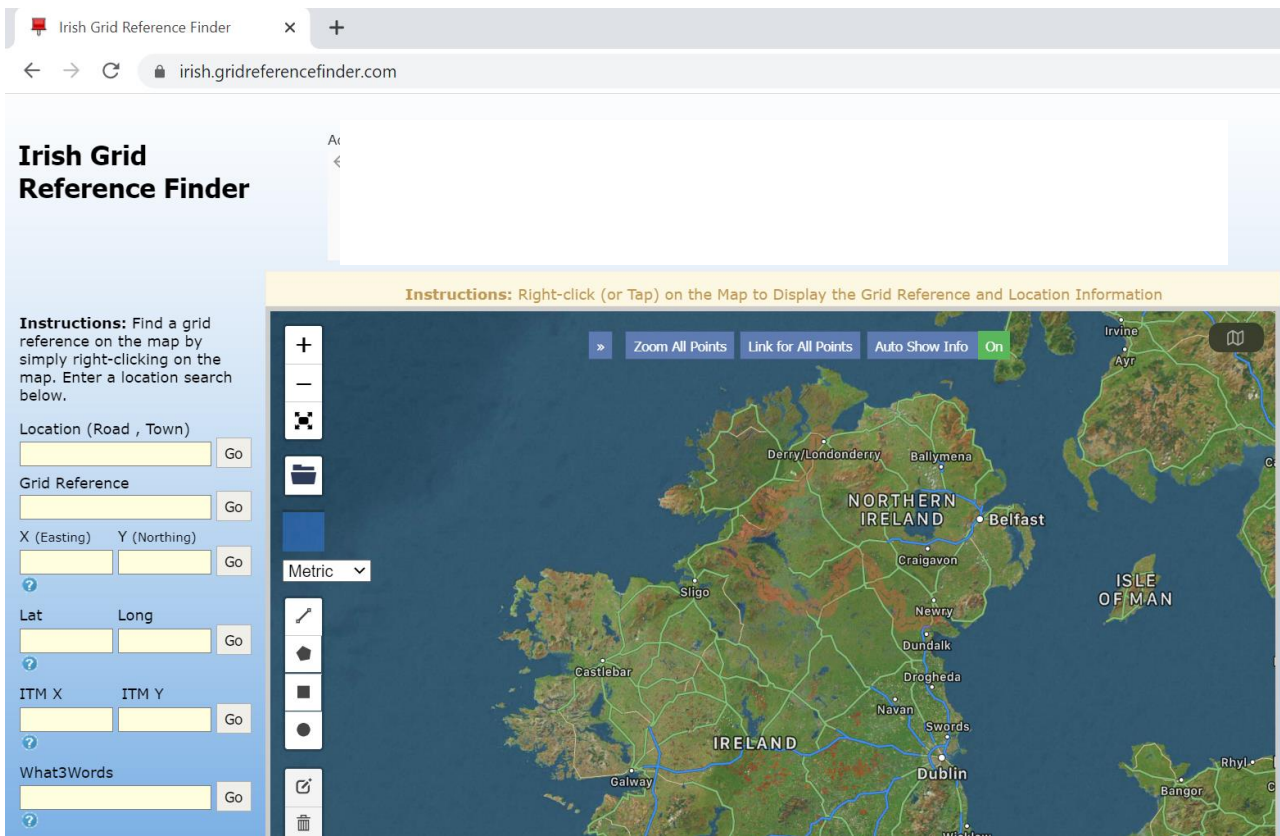 Irish Grid Reference Finder
irish.gridreferencefinder.com
Irish Grid
Reference Finder
Instructions: Right-click (or Tap) on the Map to Display the Grid Reference and Location Information
Instructions: Find a grid
reference on the map by
simply right-clicking on the
map. Enter a location search
below.
Location (Road , Town)
Go
Grid Reference
Go
X (Easting) Y (Northing)
Go
?
Lat Long
Go
?
ITM X ITM Y
Go
?
What3Words
Go
?
+
−
Metric
» Zoom All Points Link for All Points Auto Show Info On
Irvine
Ayr
Derry/Londonderry
Ballymena
NORTHERN
IRELAND
Belfast
Craigavon
Sligo
ISLE
OF MAN
Newry
Dundalk
Castlebar
Drogheda
Navan
Swords
IRELAND
Dublin
Galway
Rhyl
Bangor